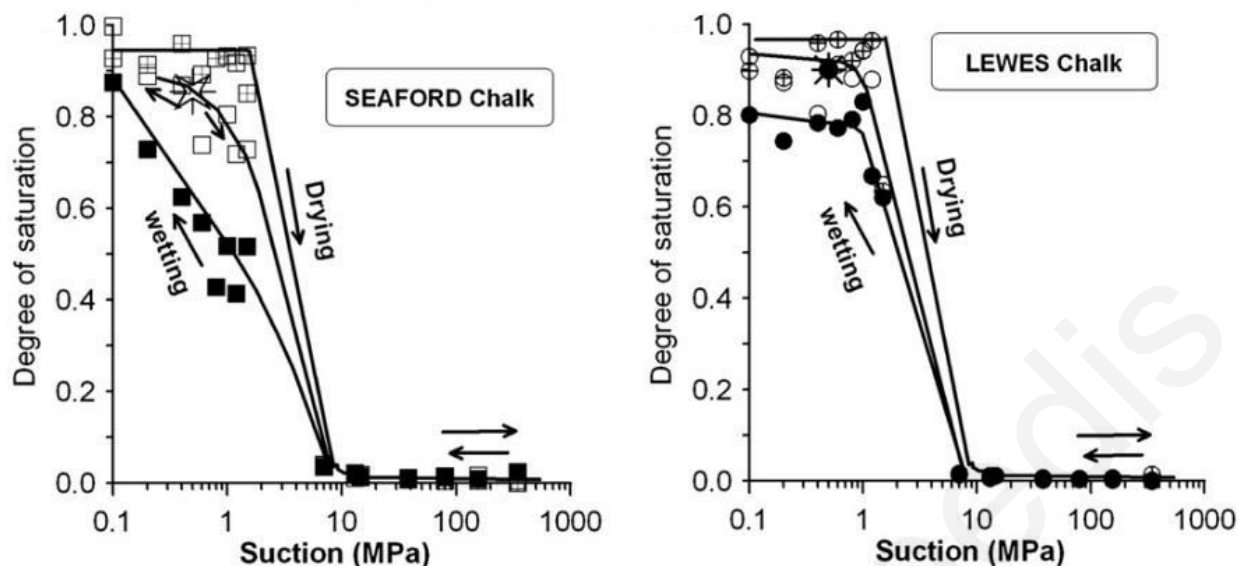 1.0
0.8
0.6
0.4
0.2
0.0
Degree of saturation
0.1
1
10
100
1000
Suction (MPa)
SEAFORD Chalk
Drying
wetting
1.0
0.8
0.6
0.4
0.2
0.0
Degree of saturation
0.1
1
10
100
1000
Suction (MPa)
LEWES Chalk
Drying
wetting